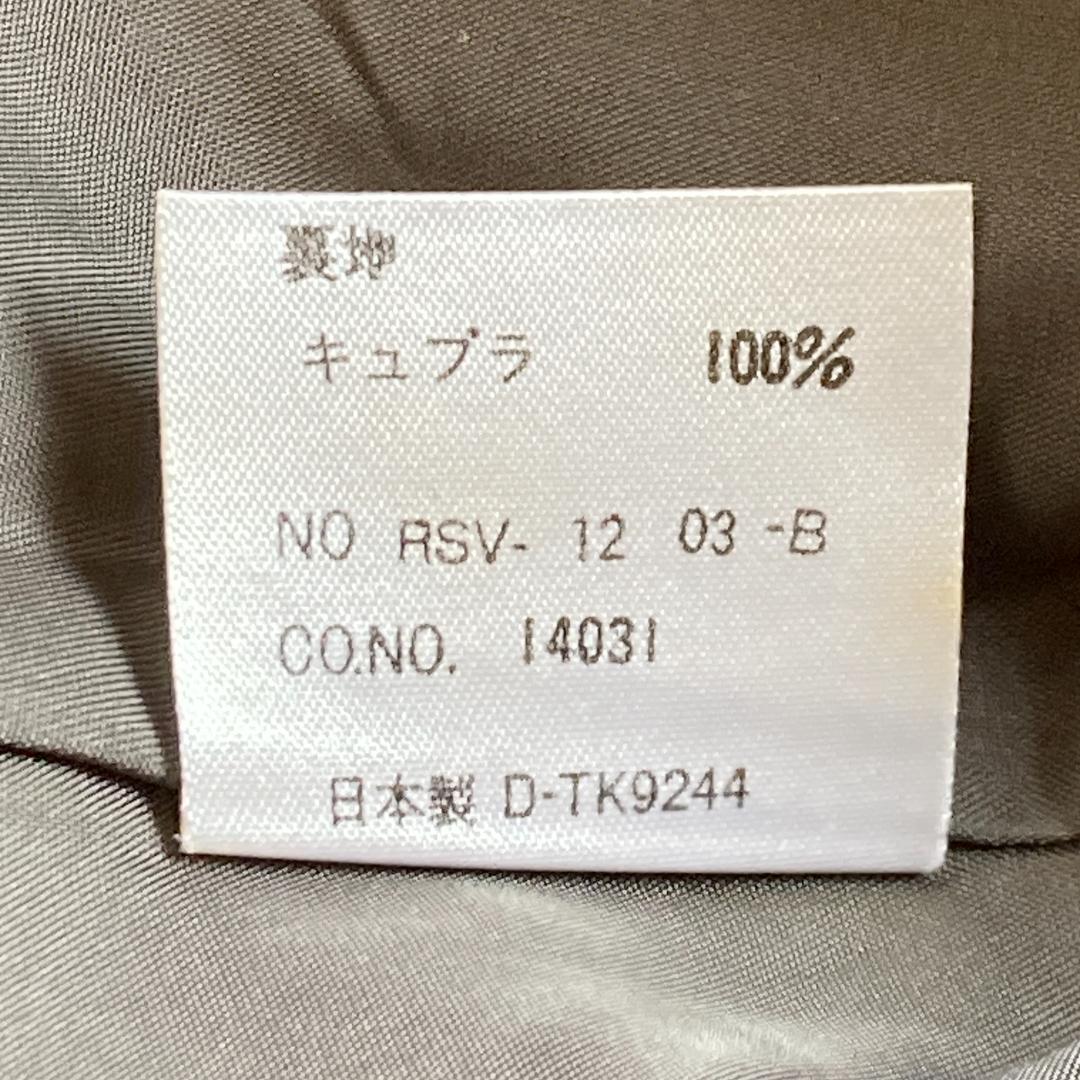 裏地
キュプラ 100%
NO RSV- 12 03 -B
CO.NO. 14031
日本製 D-TK9244